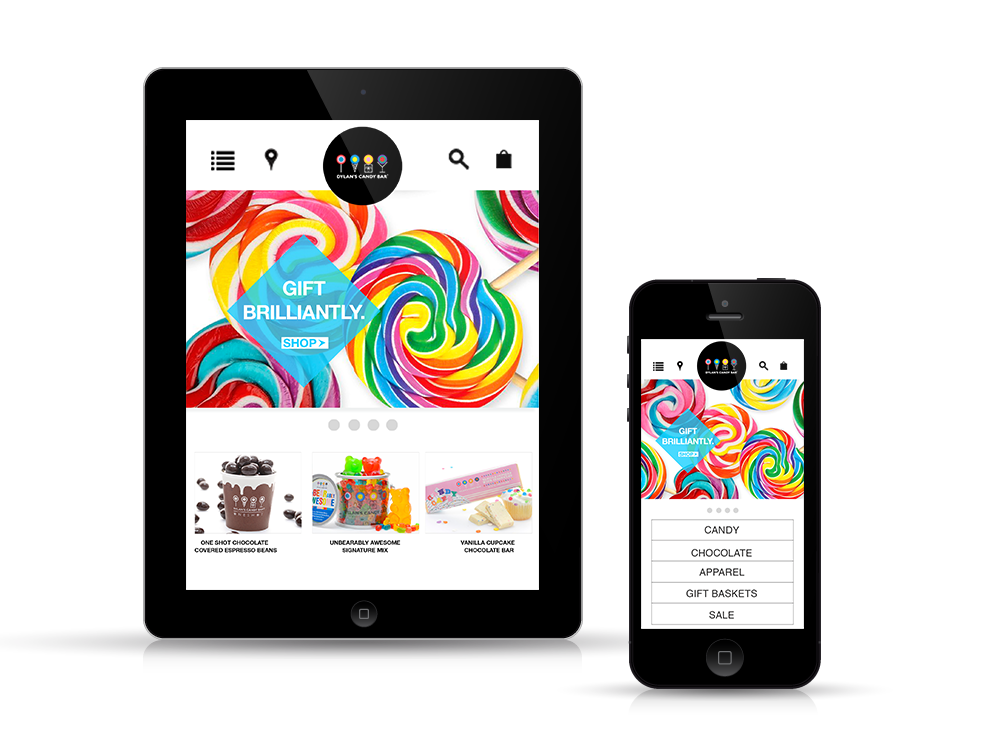 DYLAN'S CANDY BAR
GIFT
BRILLIANTLY.
SHOP
ONE SHOT CHOCOLATE
COVERED ESPRESSO BEANS
UNBEARABLY AWESOME
SIGNATURE MIX
VANILLA CUPCAKE
CHOCOLATE BAR
DYLAN'S CANDY BAR
GIFT
BRILLIANTLY.
SHOP
CANDY
CHOCOLATE
APPAREL
GIFT BASKETS
SALE